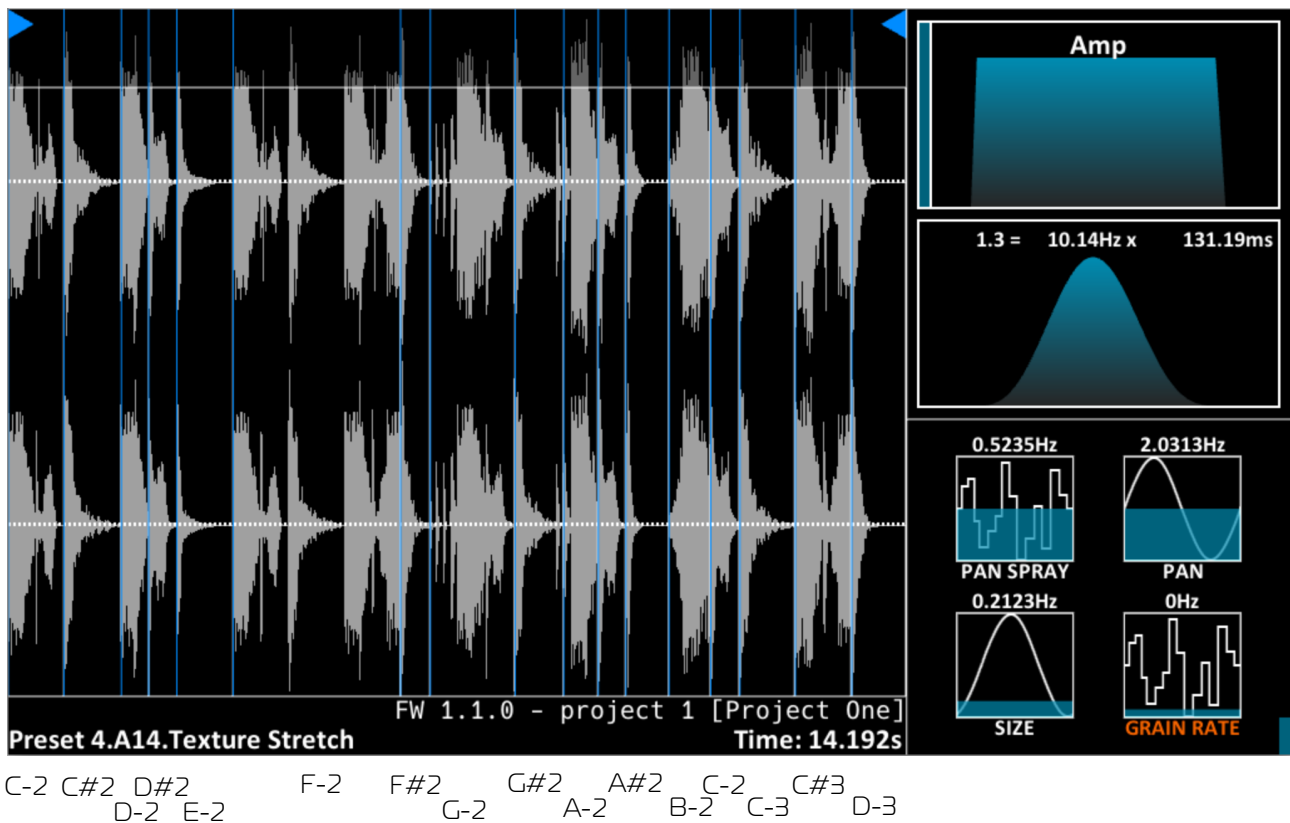 Amp
1.3 = 10.14Hz x 131.19ms
0.5235Hz 2.0313Hz
PAN SPRAY PAN
0.2123Hz 0Hz
SIZE GRAIN RATE
FW 1.1.0 - project 1 [Project One]
Preset 4.A14.Texture Stretch Time: 14.192s
C-2 C#2 D#2 F-2 F#2 G#2 A#2 C-2 C#3
D-2 E-2 G-2 A-2 B-2 C-3 D-3